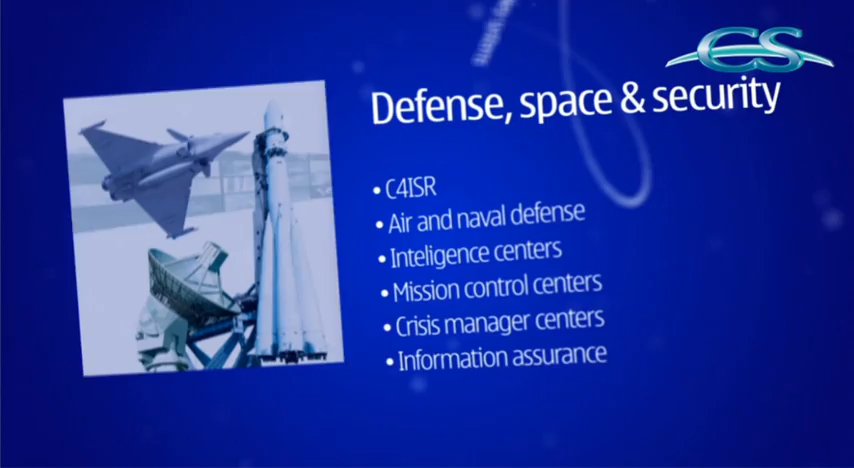 CS
Defense, space & security
• C4ISR
• Air and naval defense
• Inteligence centers
• Mission control centers
• Crisis manager centers
• Information assurance